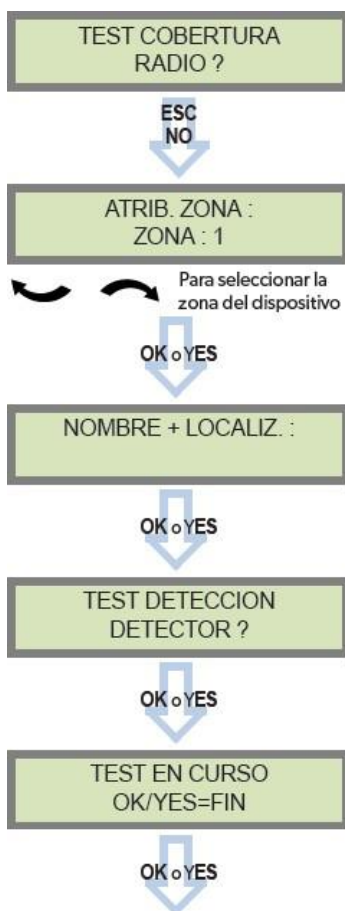 TEST COBERTURA
RADIO ?
ESC
NO
ATRIB. ZONA :
ZONA : 1
Para seleccionar la
zona del dispositivo
OK o YES
NOMBRE + LOCALIZ. :
OK o YES
TEST DETECCION
DETECTOR ?
OK o YES
TEST EN CURSO
OK/YES=FIN
OK o YES